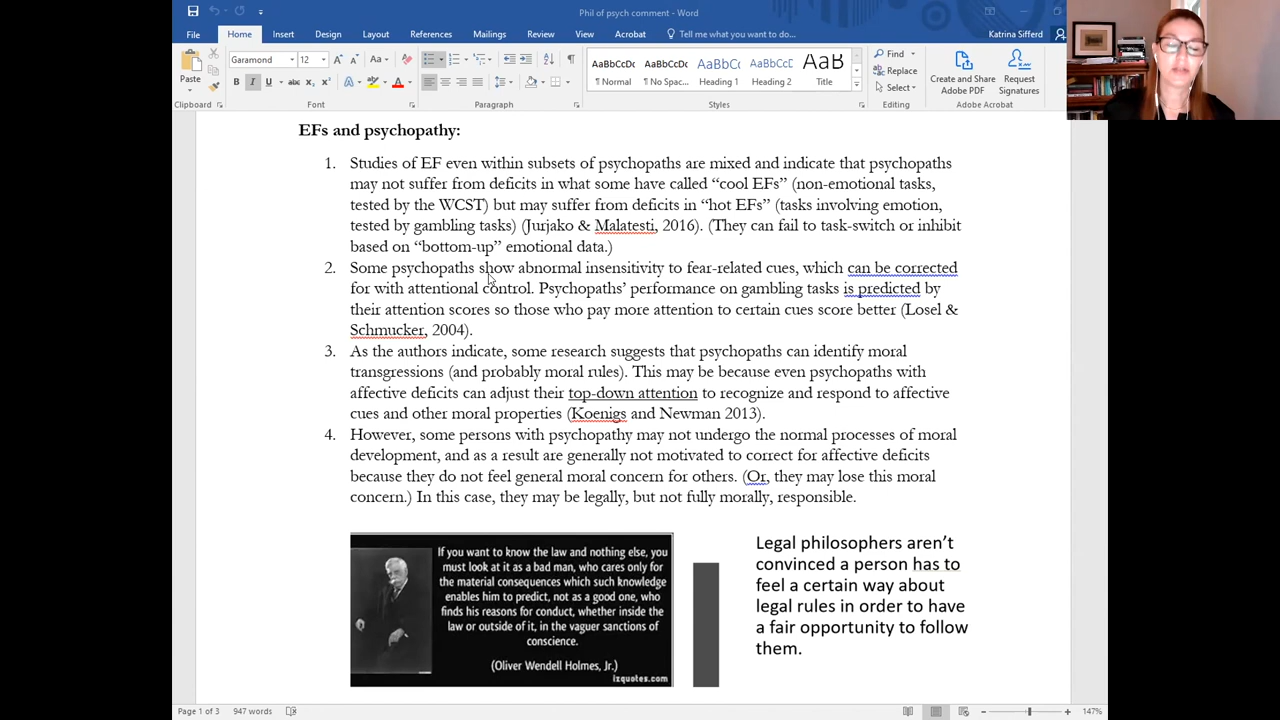 Phil of psych comment - Word
File Home Insert Design Layout References Mailings Review View Acrobat Tell me what you want to do... Katrina Sifferd
Paste
Garamond 12
Aa
B I U abc x₂ x² A A
AaBbCcDc AaBbCcDc AaBbCc AaBbCcD AaB
¶ Normal ¶ No Spac... Heading 1 Heading 2 Title
Find
Replace
Select
Create and Share Adobe PDF
Request Signatures
Clipboard Font Paragraph Styles Editing Adobe Acrobat
EFs and psychopathy:
1. Studies of EF even within subsets of psychopaths are mixed and indicate that psychopaths
may not suffer from deficits in what some have called “cool EFs” (non-emotional tasks,
tested by the WCST) but may suffer from deficits in “hot EFs” (tasks involving emotion,
tested by gambling tasks) (Jurjako & Malatesti, 2016). (They can fail to task-switch or inhibit
based on “bottom-up” emotional data.)
2. Some psychopaths show abnormal insensitivity to fear-related cues, which can be corrected
for with attentional control. Psychopaths’ performance on gambling tasks is predicted by
their attention scores so those who pay more attention to certain cues score better (Losel &
Schmucker, 2004).
3. As the authors indicate, some research suggests that psychopaths can identify moral
transgressions (and probably moral rules). This may be because even psychopaths with
affective deficits can adjust their top-down attention to recognize and respond to affective
cues and other moral properties (Koenigs and Newman 2013).
4. However, some persons with psychopathy may not undergo the normal processes of moral
development, and as a result are generally not motivated to correct for affective deficits
because they do not feel general moral concern for others. (Or, they may lose this moral
concern.) In this case, they may be legally, but not fully morally, responsible.
If you want to know the law and nothing else, you
must look at it as a bad man, who cares only for
the material consequences which such knowledge
enables him to predict, not as a good one, who
finds his reasons for conduct, whether inside the
law or outside of it, in the vaguer sanctions of
conscience.
(Oliver Wendell Holmes, Jr.)
izquotes.com
Legal philosophers aren’t
convinced a person has to
feel a certain way about
legal rules in order to have
a fair opportunity to follow
them.
Page 1 of 3 947 words 147%